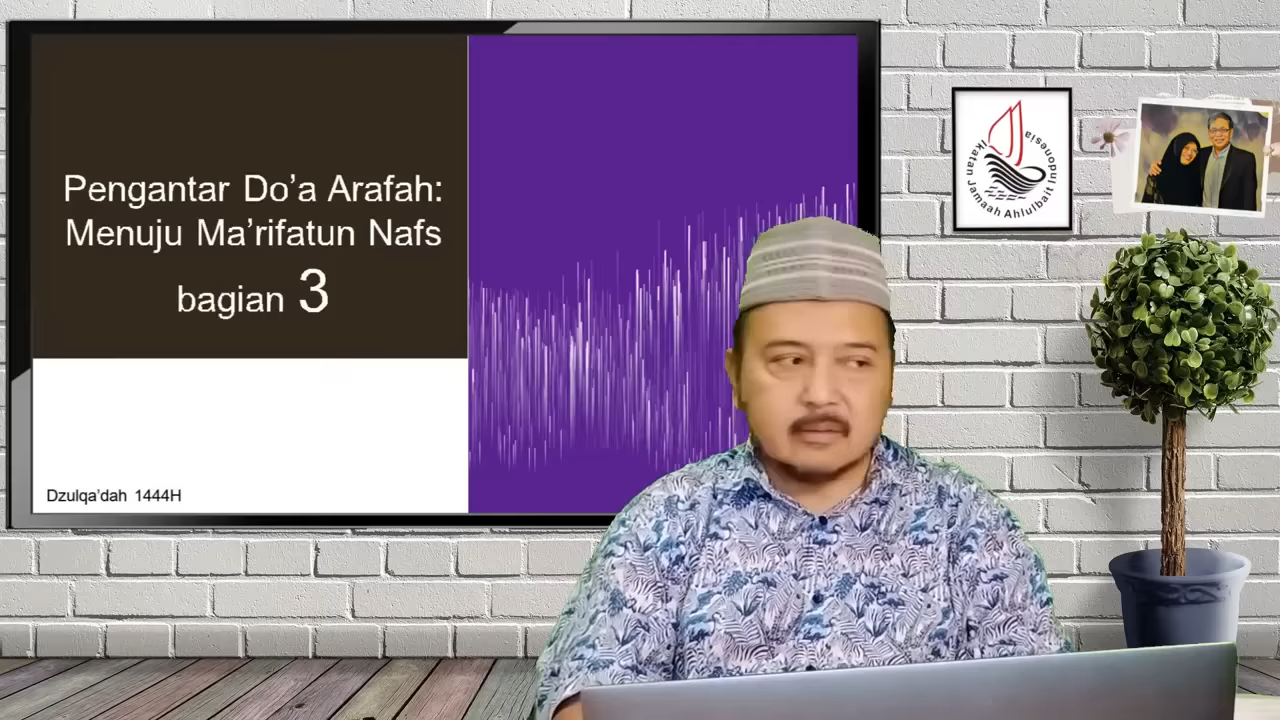 Pengantar Do’a Arafah:
Menuju Ma’rifatun Nafs
bagian 3
Dzulqa’dah 1444H
Ikatan Jamaah Ahlulbait Indonesia